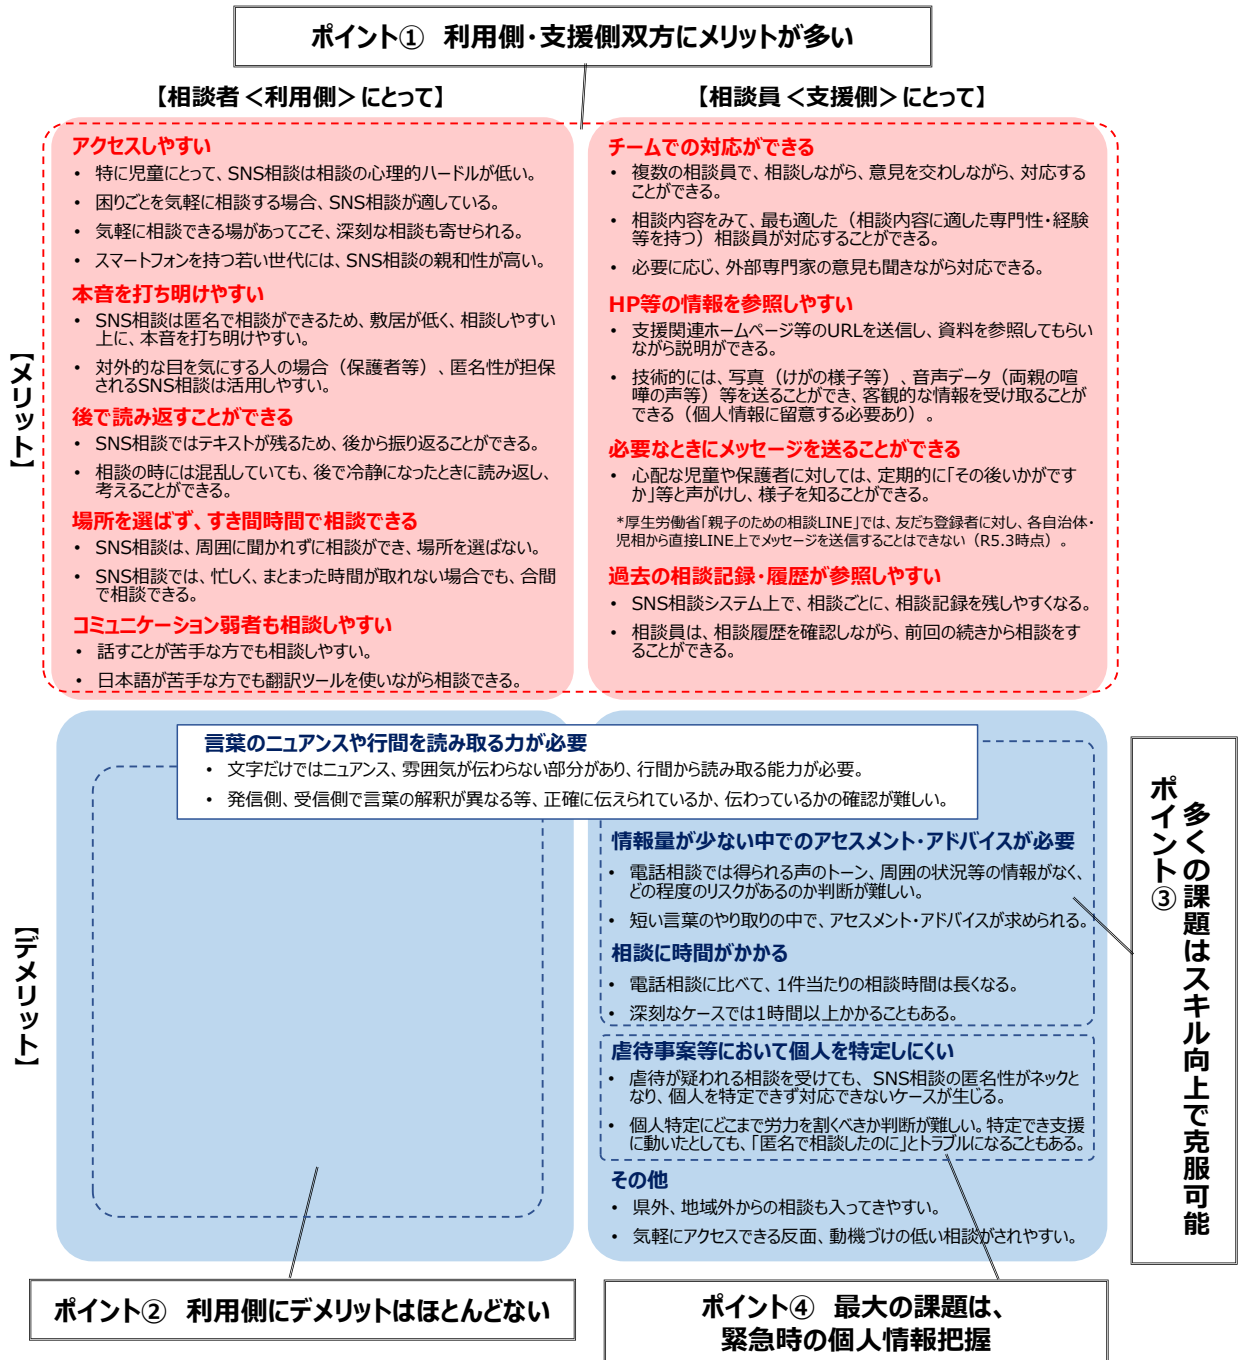 ポイント① 利用側・支援側双方にメリットが多い
【相談者<利用側>にとって】
【相談員<支援側>にとって】
【メリット】
アクセスしやすい
• 特に児童にとって、SNS相談は相談の心理的ハードルが低い。
• 困りごとを気軽に相談する場合、SNS相談が適している。
• 気軽に相談できる場があってこそ、深刻な相談も寄せられる。
• スマートフォンを持つ若い世代には、SNS相談の親和性が高い。
本音を打ち明けやすい
• SNS相談は匿名で相談ができるため、敷居が低く、相談しやすい
上に、本音を打ち明けやすい。
• 対外的な目を気にする人の場合（保護者等）、匿名性が担保
されるSNS相談は活用しやすい。
後で読み返すことができる
• SNS相談ではテキストが残るため、後から振り返ることができる。
• 相談の時には混乱していても、後で冷静になったときに読み返し、
考えることができる。
場所を選ばず、すき間時間で相談できる
• SNS相談は、周囲に聞かれずに相談ができ、場所を選ばない。
• SNS相談では、忙しく、まとまった時間が取れない場合でも、合間
で相談できる。
コミュニケーション弱者も相談しやすい
• 話すことが苦手な方でも相談しやすい。
• 日本語が苦手な方でも翻訳ツールを使いながら相談できる。
チームでの対応ができる
• 複数の相談員で、相談しながら、意見を交わしながら、対応する
ことができる。
• 相談内容をみて、最も適した（相談内容に適した専門性・経験
等を持つ）相談員が対応することができる。
• 必要に応じ、外部専門家の意見も聞きながら対応できる。
HP等の情報を参照しやすい
• 支援関連ホームページ等のURLを送信し、資料を参照してもらい
ながら説明ができる。
• 技術的には、写真（けがの様子等）、音声データ（両親の喧
嘩の声等）等を送ることができ、客観的な情報を受け取ることが
できる（個人情報に留意する必要あり）。
必要なときにメッセージを送ることができる
• 心配な児童や保護者に対しては、定期的に「その後いかがです
か」等と声がけし、様子を知ることができる。
*厚生労働省「親子のための相談LINE」では、友だち登録者に対し、各自治体・
児相から直接LINE上でメッセージを送信することはできない（R5.3時点）。
過去の相談記録・履歴が参照しやすい
• SNS相談システム上で、相談ごとに、相談記録を残しやすくなる。
• 相談員は、相談履歴を確認しながら、前回の続きから相談をす
ることができる。
【デメリット】
言葉のニュアンスや行間を読み取る力が必要
• 文字だけではニュアンス、雰囲気が伝わらない部分があり、行間から読み取る能力が必要。
• 発信側、受信側で言葉の解釈が異なる等、正確に伝えられているか、伝わっているかの確認が難しい。
情報量が少ない中でのアセスメント・アドバイスが必要
• 電話相談では得られる声のトーン、周囲の状況等の情報がなく、
どの程度のリスクがあるのか判断が難しい。
• 短い言葉のやり取りの中で、アセスメント・アドバイスが求められる。
相談に時間がかかる
• 電話相談に比べて、1件当たりの相談時間は長くなる。
• 深刻なケースでは1時間以上かかることもある。
虐待事案等において個人を特定しにくい
• 虐待が疑われる相談を受けても、SNS相談の匿名性がネックと
なり、個人を特定できず対応できないケースが生じる。
• 個人特定にどこまで労力を割くべきか判断が難しい。特定でき支援
に動いたとしても、「匿名で相談したのに」とトラブルになることもある。
その他
• 県外、地域外からの相談も入ってきやすい。
• 気軽にアクセスできる反面、動機づけの低い相談がされやすい。
ポイント③
多くの課題はスキル向上で克服可能
ポイント② 利用側にデメリットはほとんどない
ポイント④ 最大の課題は、
緊急時の個人情報把握